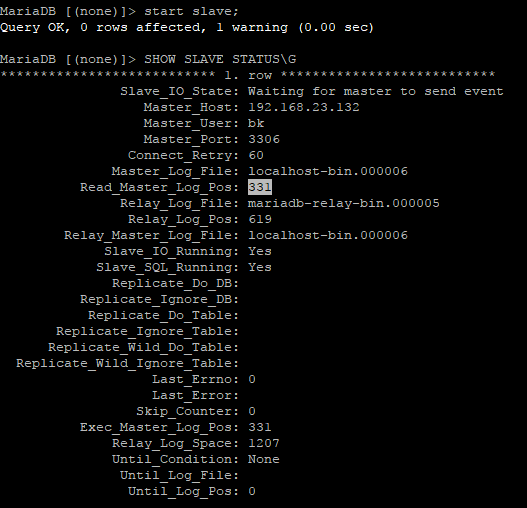 MariaDB [(none)]> start slave;
Query OK, 0 rows affected, 1 warning (0.00 sec)
MariaDB [(none)]> SHOW SLAVE STATUS\G
*************************** 1. row ***************************
Slave_IO_State: Waiting for master to send event
Master_Host: 192.168.23.132
Master_User: bk
Master_Port: 3306
Connect_Retry: 60
Master_Log_File: localhost-bin.000006
Read_Master_Log_Pos: 331
Relay_Log_File: mariadb-relay-bin.000005
Relay_Log_Pos: 619
Relay_Master_Log_File: localhost-bin.000006
Slave_IO_Running: Yes
Slave_SQL_Running: Yes
Replicate_Do_DB:
Replicate_Ignore_DB:
Replicate_Do_Table:
Replicate_Ignore_Table:
Replicate_Wild_Do_Table:
Replicate_Wild_Ignore_Table:
Last_Errno: 0
Last_Error:
Skip_Counter: 0
Exec_Master_Log_Pos: 331
Relay_Log_Space: 1207
Until_Condition: None
Until_Log_File:
Until_Log_Pos: 0